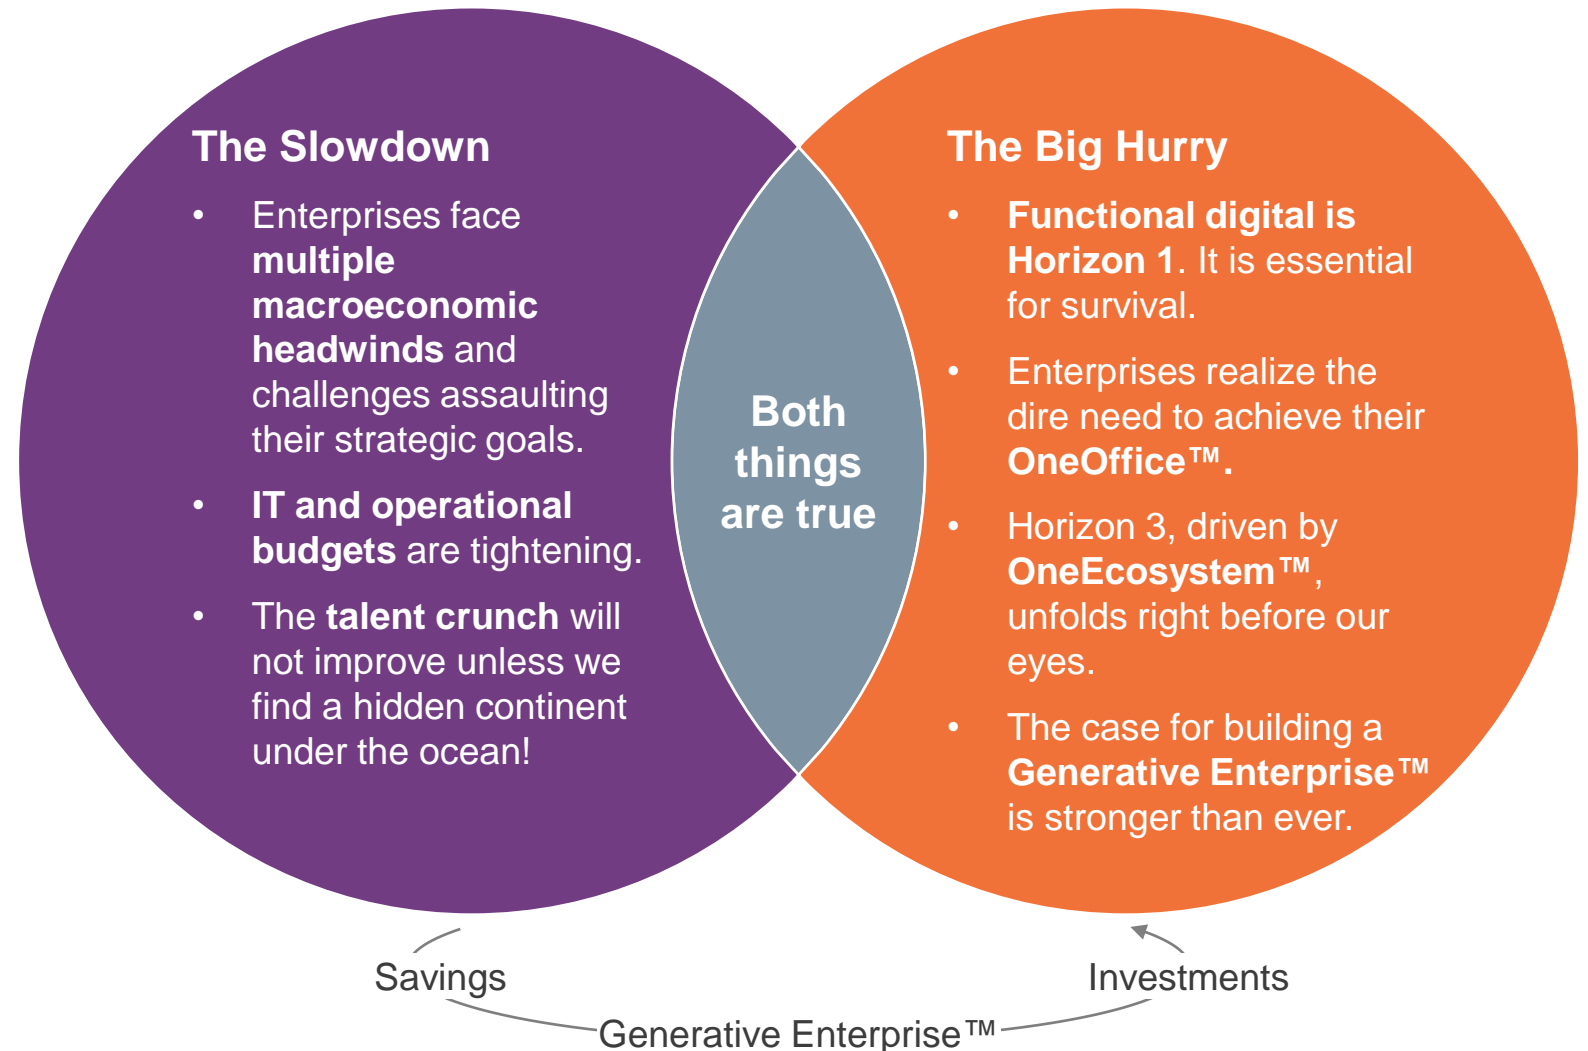 The Slowdown
• Enterprises face
multiple
macroeconomic
headwinds and
challenges assaulting
their strategic goals.
• IT and operational
budgets are tightening.
• The talent crunch will
not improve unless we
find a hidden continent
under the ocean!
Both
things
are true
The Big Hurry
• Functional digital is
Horizon 1. It is essential
for survival.
• Enterprises realize the
dire need to achieve their
OneOffice™.
• Horizon 3, driven by
OneEcosystem™,
unfolds right before our
eyes.
• The case for building a
Generative Enterprise™
is stronger than ever.
Savings
Generative Enterprise™
Investments